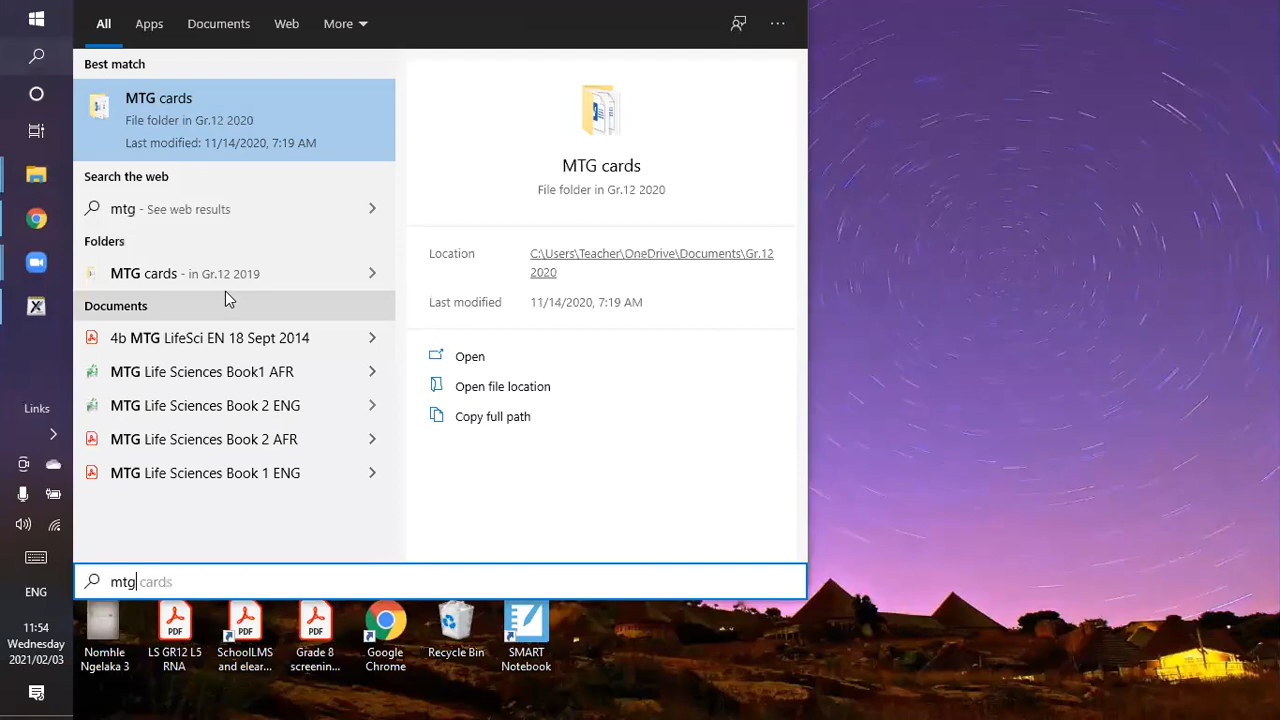 All
Apps
Documents
Web
More
Best match
MTG cards
File folder in Gr.12 2020
Last modified: 11/14/2020, 7:19 AM
Search the web
mtg - See web results
Folders
MTG cards - in Gr.12 2019
Documents
4b MTG LifeSci EN 18 Sept 2014
MTG Life Sciences Book1 AFR
MTG Life Sciences Book 2 ENG
MTG Life Sciences Book 2 AFR
MTG Life Sciences Book 1 ENG
MTG cards
File folder in Gr.12 2020
Location
C:\Users\Teacher\OneDrive\Documents\Gr.12
2020
Last modified
11/14/2020, 7:19 AM
Open
Open file location
Copy full path
mtg cards
Links
ENG
11:54
Wednesday
2021/02/03
Nomhle
Ngelaka 3
PDF
LS GR12 L5
RNA
PDF
SchoolLMS
and elear...
PDF
Grade 8
screenin...
Google
Chrome
Recycle Bin
SMART
Notebook